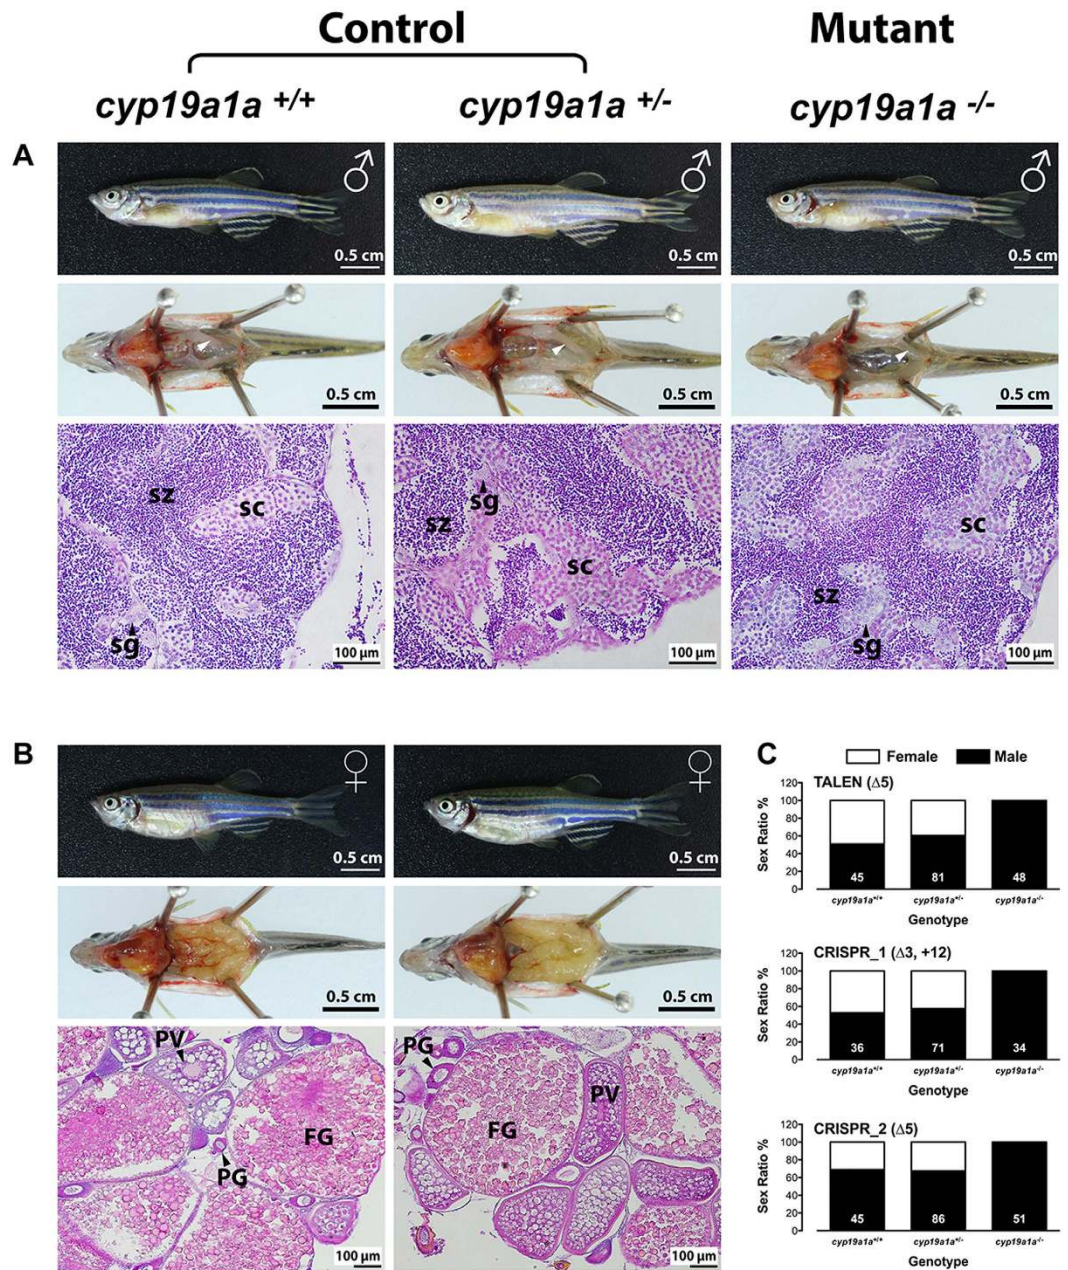 Control
Mutant
cyp19a1a +/+
cyp19a1a +/-
cyp19a1a -/-
A
♂
♂
♂
0.5 cm
0.5 cm
0.5 cm
0.5 cm
0.5 cm
0.5 cm
sz
sc
sg
100 µm
sg
sz
sc
100 µm
sc
sz
sg
100 µm
B
♀
♀
0.5 cm
0.5 cm
0.5 cm
0.5 cm
PV
FG
PG
100 µm
PG
PV
FG
100 µm
C
Female
Male
TALEN (Δ5)
Sex Ratio %
120
100
80
60
40
20
0
45
81
48
cyp19a1a+/+
cyp19a1a+/-
cyp19a1a-/-
Genotype
CRISPR_1 (Δ3, +12)
Sex Ratio %
120
100
80
60
40
20
0
36
71
34
cyp19a1a+/+
cyp19a1a+/-
cyp19a1a-/-
Genotype
CRISPR_2 (Δ5)
Sex Ratio %
120
100
80
60
40
20
0
45
86
51
cyp19a1a+/+
cyp19a1a+/-
cyp19a1a-/-
Genotype